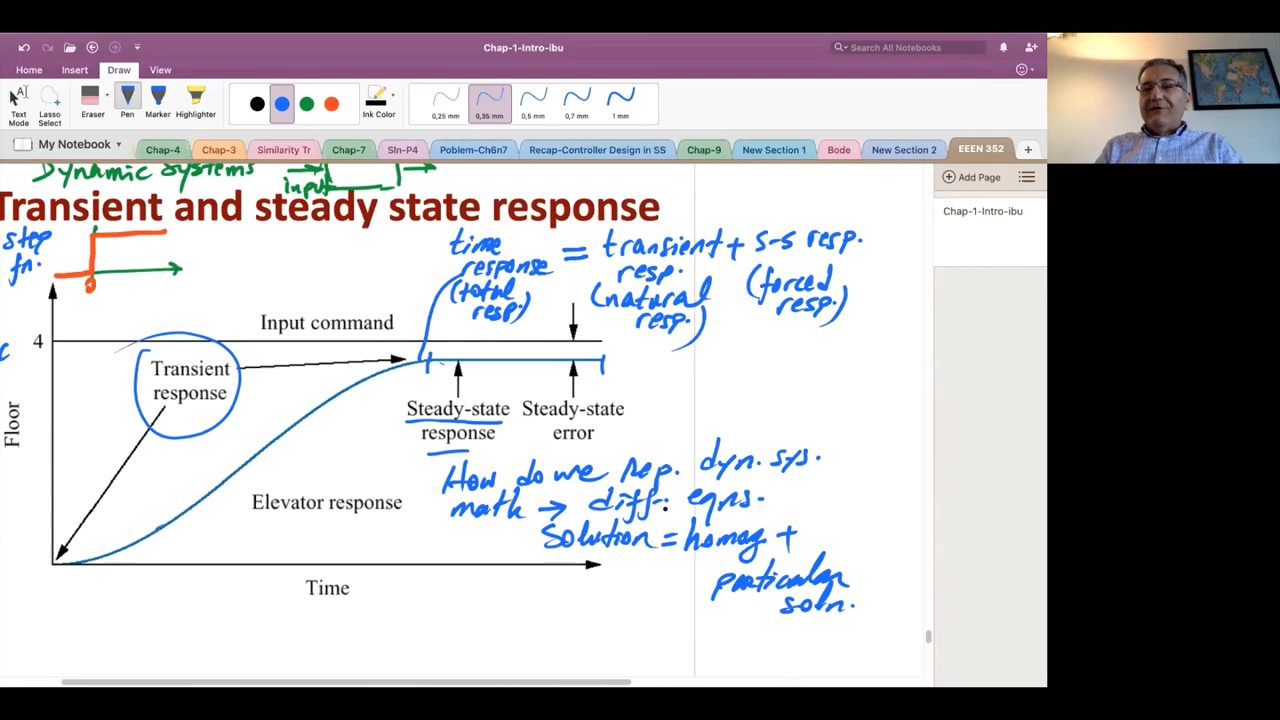 Chap-1-Intro-ibu
Search All Notebooks
Home Insert Draw View
Text Mode
Lasso Select
Eraser
Pen
Marker
Highlighter
Ink Color
0,25 mm
0,35 mm
0,5 mm
0,7 mm
1 mm
My Notebook
Chap-4
Chap-3
Similarity Tr
Chap-7
SIn-P4
Poblem-Ch6n7
Recap-Controller Design in SS
Chap-9
New Section 1
Bode
New Section 2
EEEN 352
Add Page
Chap-1-Intro-ibu
Dynamic systems
input
Transient and steady state response
step
fn.
0
time
response
(total
resp.)
= transient + s-s resp.
resp.
(natural
resp.)
(forced
resp.)
Input command
4
Transient
response
Steady-state
response
Steady-state
error
Floor
Elevator response
Time
How do we rep. dyn. sys.
math → diff. eqns.
solution = homog +
particular
soln.